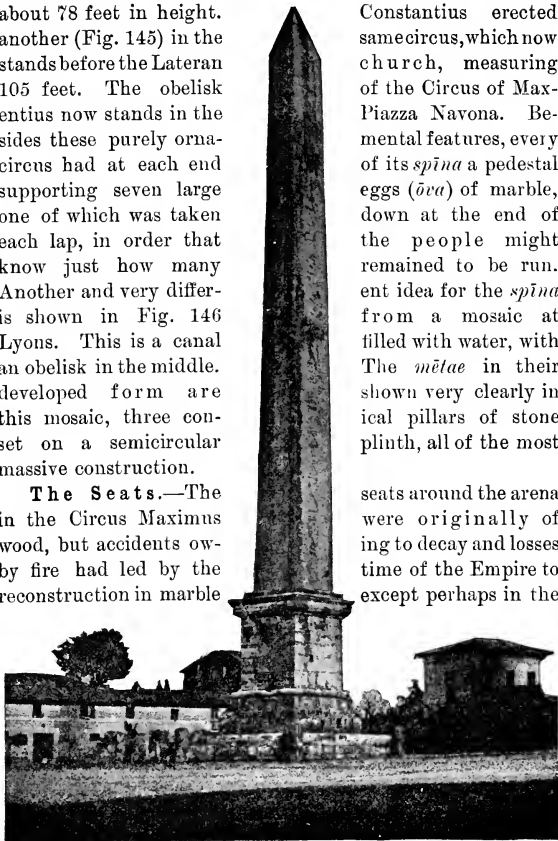 about 78 feet in height. Constantius erected
another (Fig. 145) in the same circus, which now
stands before the Lateran church, measuring
105 feet. The obelisk of the Circus of Max-
entius now stands in the Piazza Navona. Be-
sides these purely orna- mental features, every
circus had at each end of its spīna a pedestal
supporting seven large eggs (ōva) of marble,
one of which was taken down at the end of
each lap, in order that the people might
know just how many remained to be run.
Another and very differ- ent idea for the spīna
is shown in Fig. 146 from a mosaic at
Lyons. This is a canal filled with water, with
an obelisk in the middle. The mētae in their
developed form are shown very clearly in
this mosaic, three con- ical pillars of stone
set on a semicircular plinth, all of the most
massive construction.
The Seats.—The seats around the arena
in the Circus Maximus were originally of
wood, but accidents ow- ing to decay and losses
by fire had led by the time of the Empire to
reconstruction in marble except perhaps in the